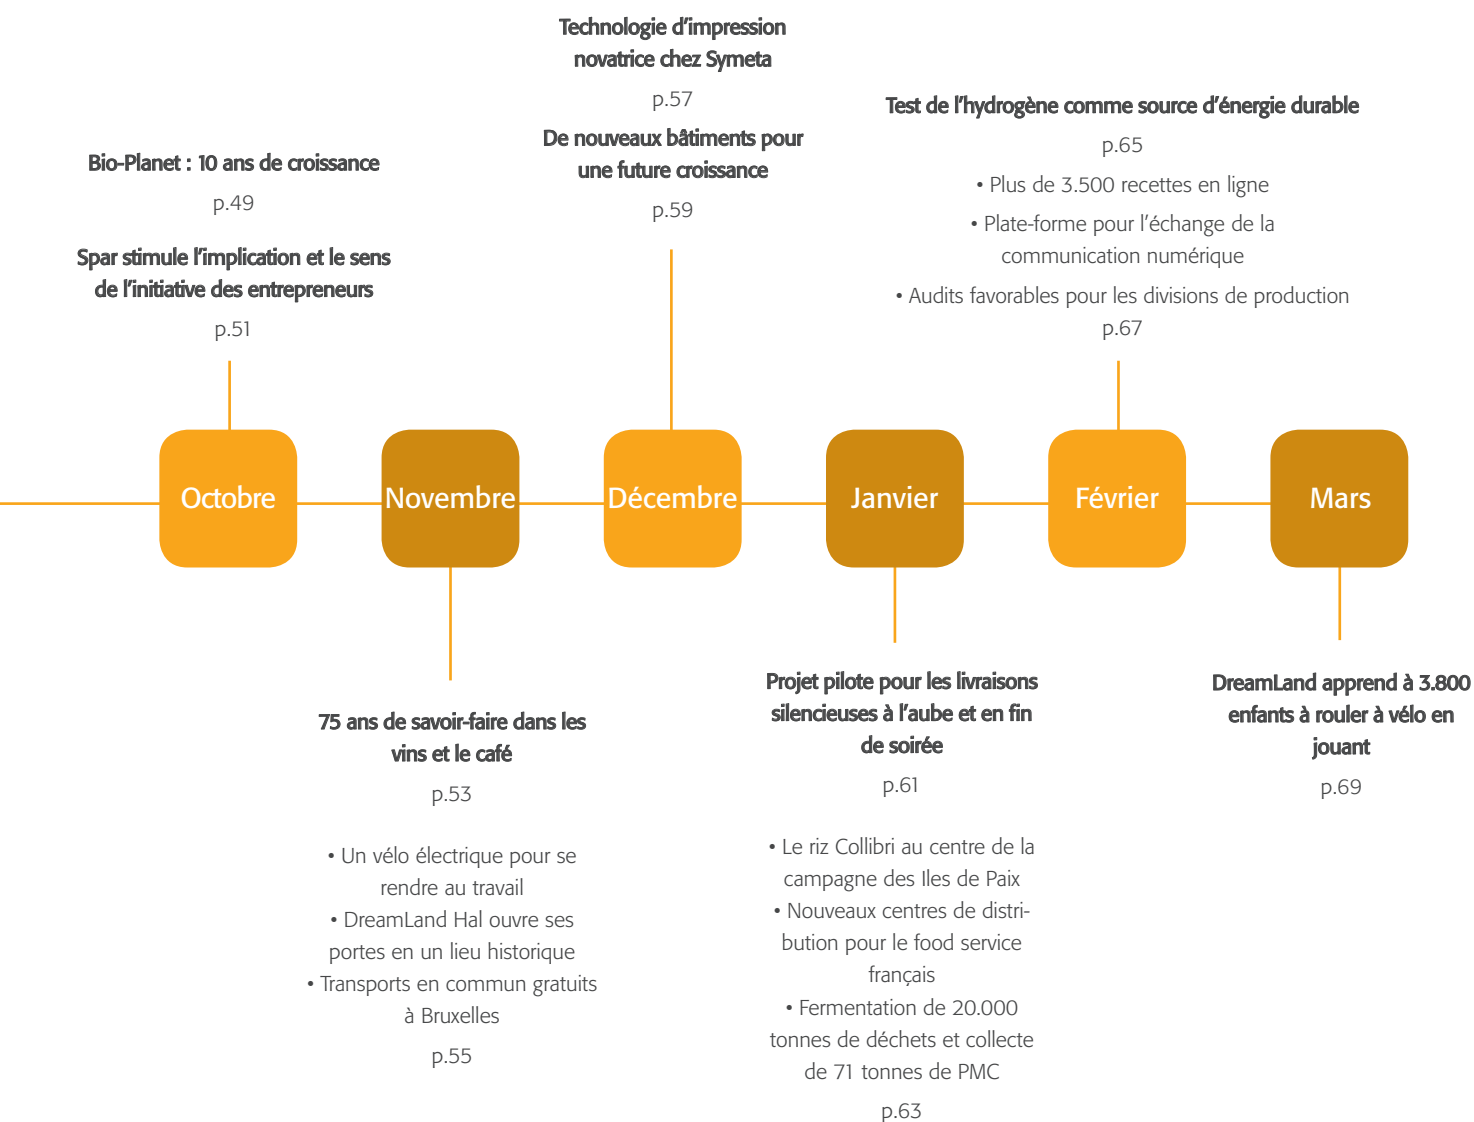 Technologie d'impression
novatrice chez Symeta
p.57
De nouveaux bâtiments pour
une future croissance
p.59
Test de l'hydrogène comme source d'énergie durable
p.65
• Plus de 3.500 recettes en ligne
• Plate-forme pour l'échange de la
communication numérique
• Audits favorables pour les divisions de production
p.67
Bio-Planet : 10 ans de croissance
p.49
Spar stimule l'implication et le sens
de l'initiative des entrepreneurs
p.51
Octobre
Novembre
Décembre
Janvier
Février
Mars
75 ans de savoir-faire dans les
vins et le café
p.53
• Un vélo électrique pour se
rendre au travail
• DreamLand Hal ouvre ses
portes en un lieu historique
• Transports en commun gratuits
à Bruxelles
p.55
Projet pilote pour les livraisons
silencieuses à l'aube et en fin
de soirée
p.61
• Le riz Collibri au centre de la
campagne des Iles de Paix
• Nouveaux centres de distri-
bution pour le food service
français
• Fermentation de 20.000
tonnes de déchets et collecte
de 71 tonnes de PMC
p.63
DreamLand apprend à 3.800
enfants à rouler à vélo en
jouant
p.69